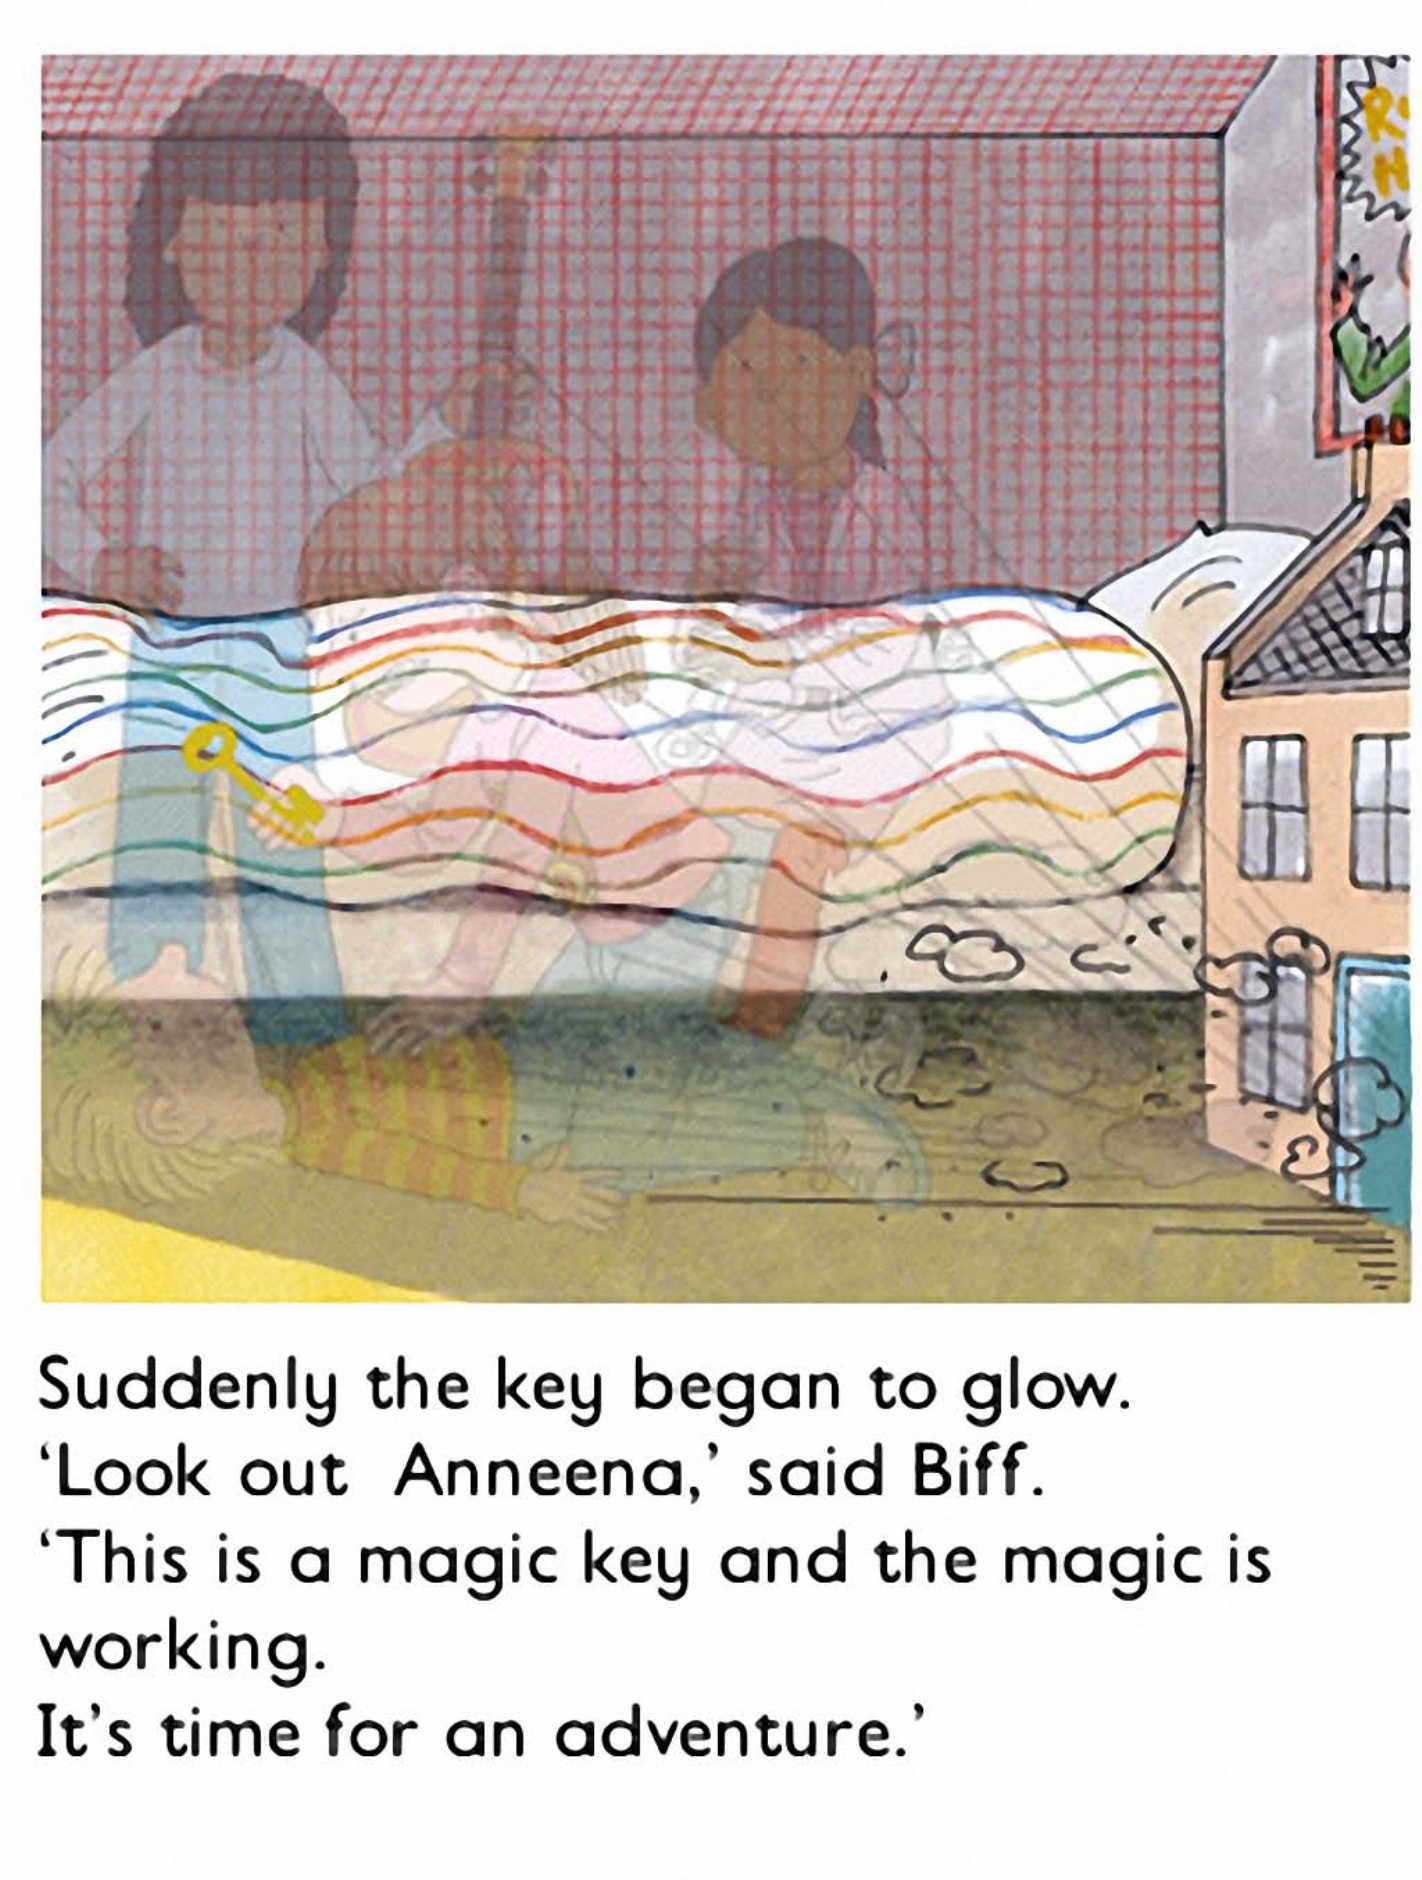 Suddenly the key began to glow.
‘Look out Anneena,’ said Biff.
‘This is a magic key and the magic is
working.
It’s time for an adventure.’